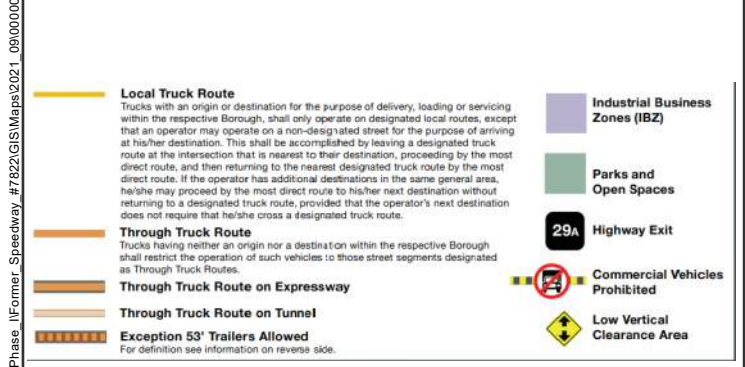 Phase_I\Former_Speedway_#7822\GIS\Maps\2021_09\00000
Local Truck Route
Trucks with an origin or destination for the purpose of delivery, loading or servicing
within the respective Borough, shall only operate on designated local routes, except
that an operator may operate on a non-designated street for the purpose of arriving
at his/her destination. This shall be accomplished by leaving a designated truck
route at the intersection that is nearest to their destination, proceeding by the most
direct route, and then returning to the nearest designated truck route by the most
direct route. If the operator has additional destinations in the same general area,
he/she may proceed by the most direct route to his/her next destination without
returning to a designated truck route, provided that the operator's next destination
does not require that he/she cross a designated truck route.
Through Truck Route
Trucks having neither an origin nor a destination within the respective Borough
shall restrict the operation of such vehicles to those street segments designated
as Through Truck Routes.
Through Truck Route on Expressway
Through Truck Route on Tunnel
Exception 53' Trailers Allowed
For definition see information on reverse side.
Industrial Business
Zones (IBZ)
Parks and
Open Spaces
29A Highway Exit
Commercial Vehicles
Prohibited
Low Vertical
Clearance Area